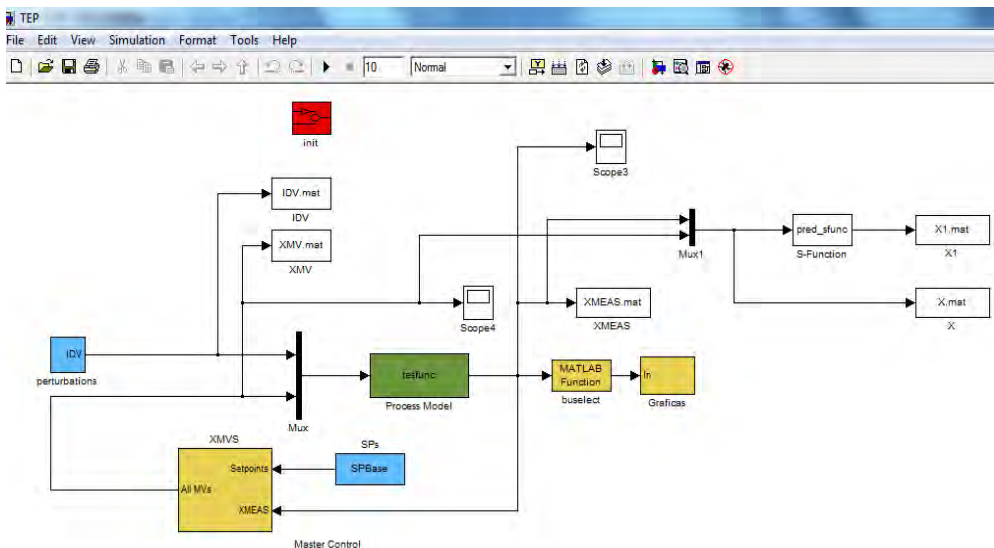 TEP
File Edit View Simulation Format Tools Help
10 Normal
init
Scope3
IDV.mat
IDV
pred_sfunc
S-Function
X1.mat
X1
Mux1
XMV.mat
XMV
Scope4
XMEAS.mat
XMEAS
X.mat
X
IDV
perturbations
Mux
Process Model
MATLAB
Function
buselect
In
Graficas
XMVS
SPs
Setpoints
SPBase
All MVs
XMEAS
Master Control